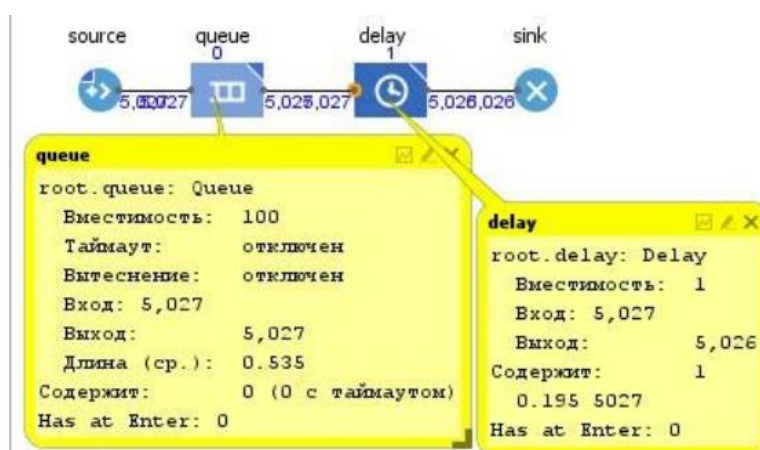 source queue delay sink
0 1
5,027 5,027 5,026
queue
root.queue: Queue
Вместимость: 100
Таймаут: отключен
Вытеснение: отключен
Вход: 5,027
Выход: 5,027
Длина (ср.): 0.535
Содержит: 0 (0 с таймаутом)
Has at Enter: 0
delay
root.delay: Delay
Вместимость: 1
Вход: 5,027
Выход: 5,026
Содержит: 1
0.195 5027
Has at Enter: 0